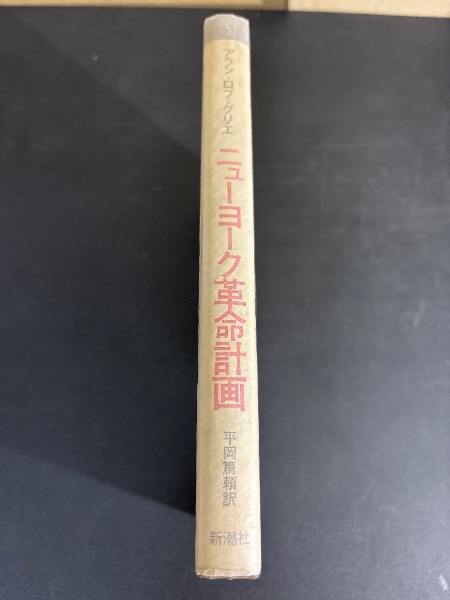 アラン・ロブ=グリエ
ニューヨーク革命計画
平岡篤頼訳
新潮社